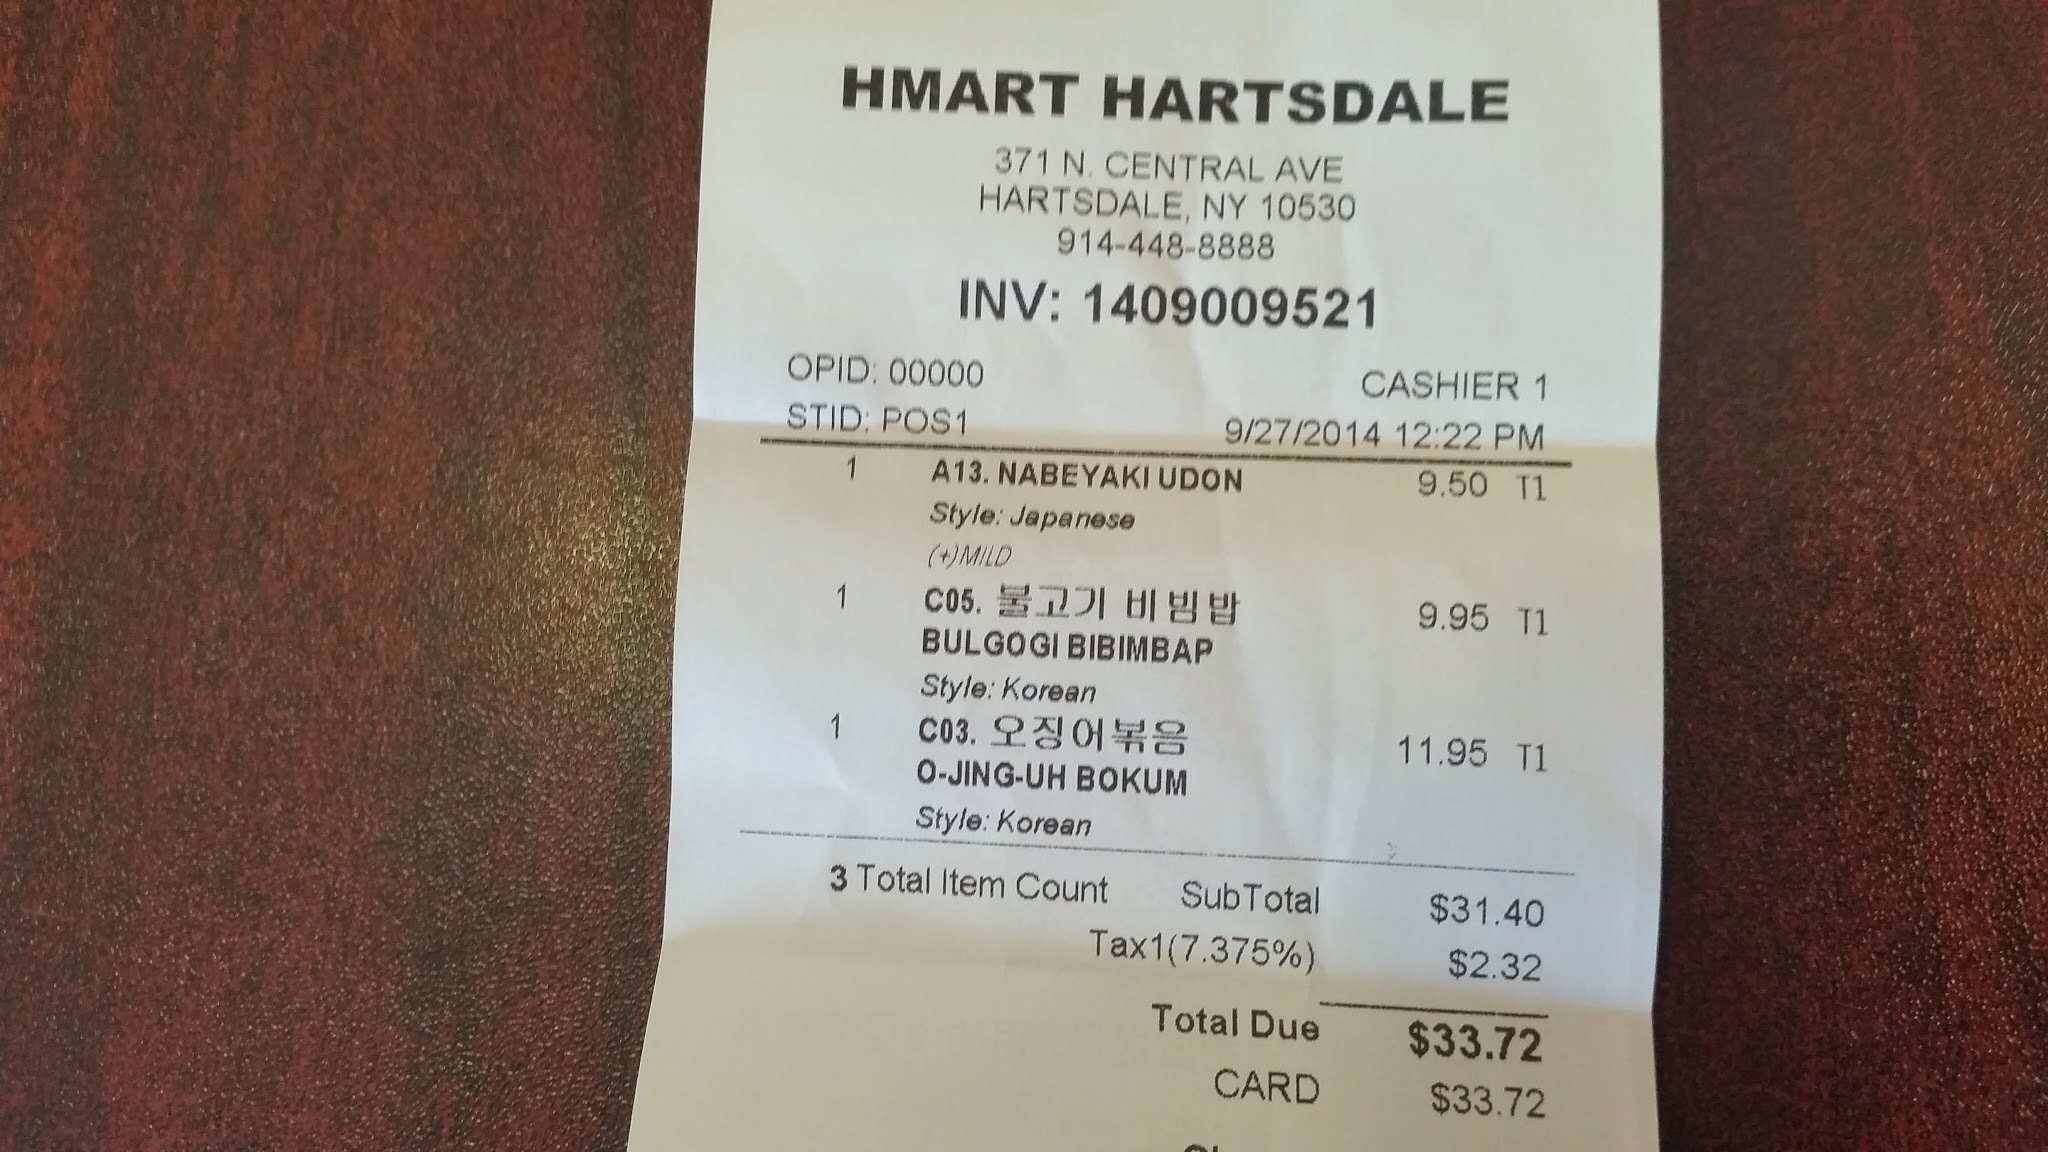 HMART HARTSDALE
371 N. CENTRAL AVE
HARTSDALE, NY 10530
914-448-8888
INV: 1409009521
OPID: 00000 CASHIER 1
STID: POS1 9/27/2014 12:22 PM
1 A13. NABEYAKI UDON 9.50 T1
Style: Japanese
(+)MILD
1 C05. 불고기 비빔밥 9.95 T1
BULGOGI BIBIMBAP
Style: Korean
1 C03. 오징어볶음 11.95 T1
O-JING-UH BOKUM
Style: Korean
3 Total Item Count SubTotal $31.40
Tax1(7.375%) $2.32
Total Due $33.72
CARD $33.72